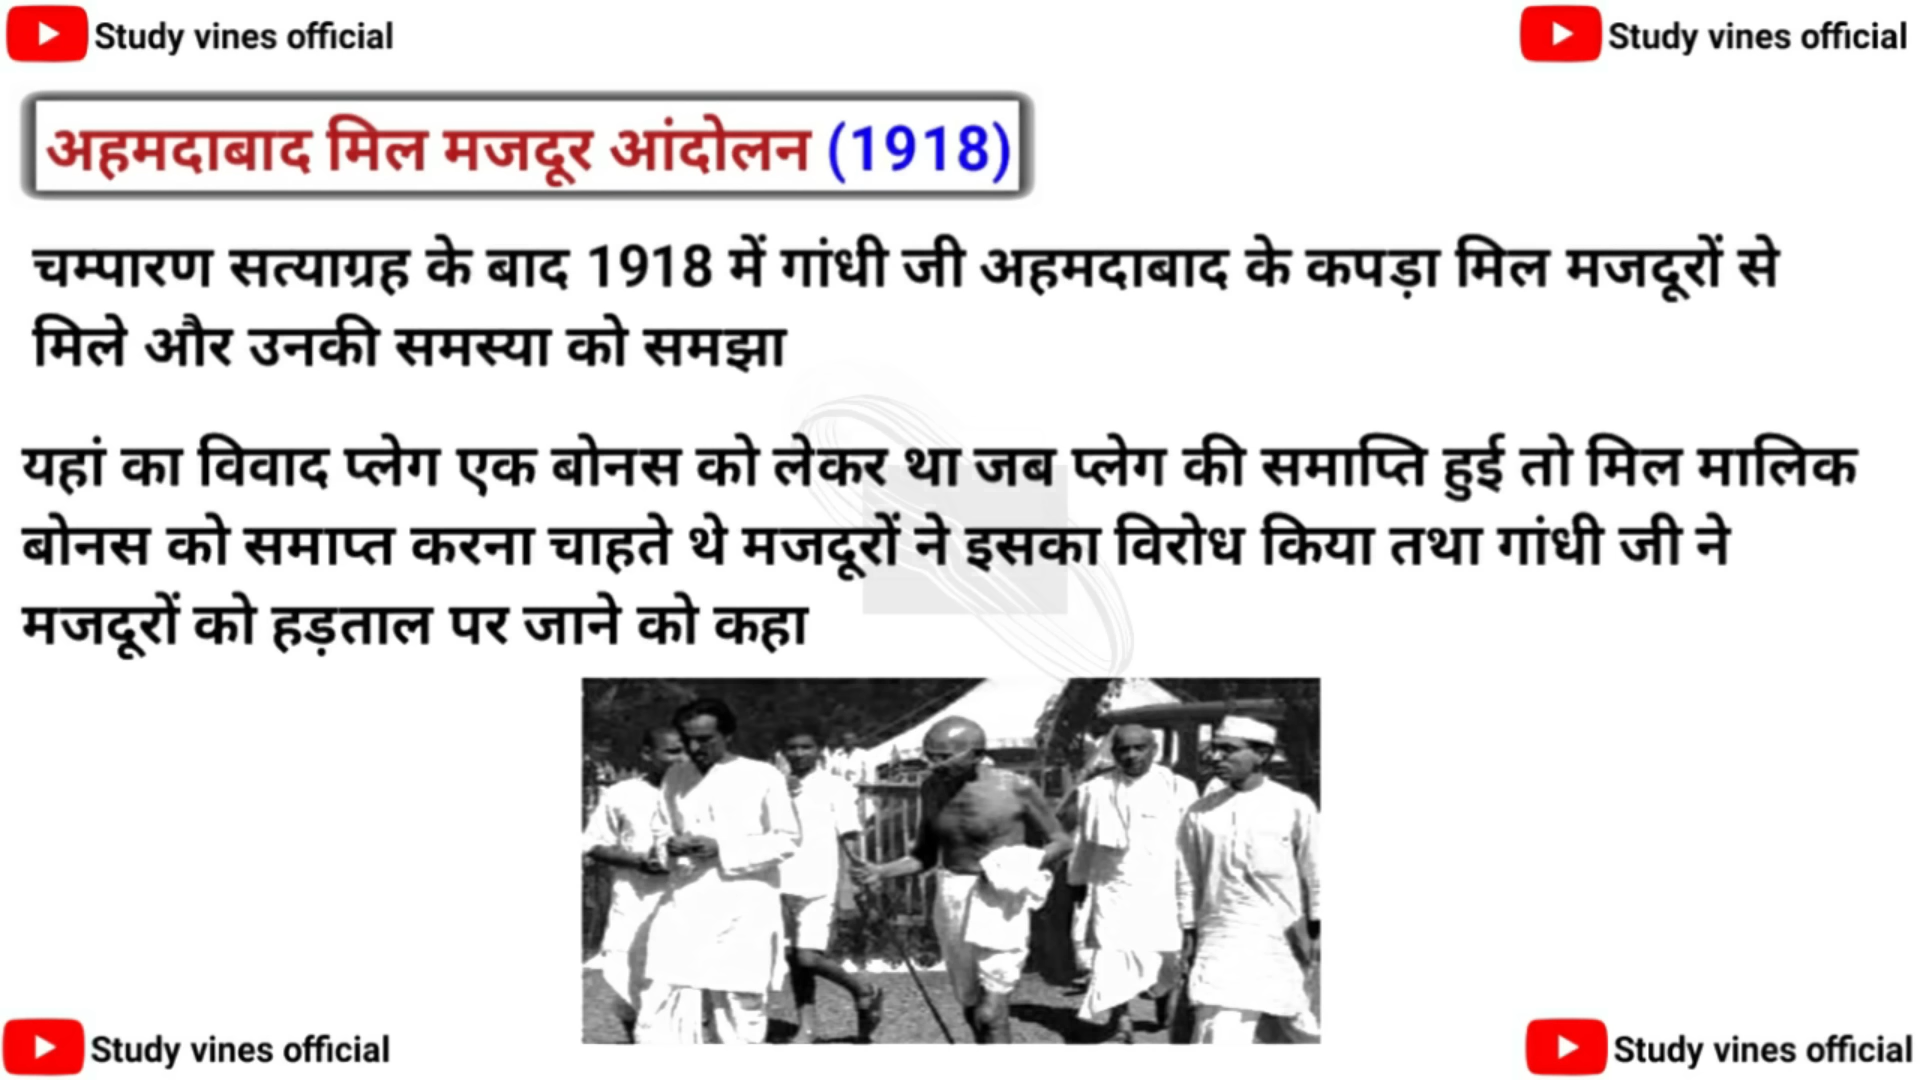 Study vines official
Study vines official
अहमदाबाद मिल मजदूर आंदोलन (1918)
चम्पारण सत्याग्रह के बाद 1918 में गांधी जी अहमदाबाद के कपड़ा मिल मजदूरों से
मिले और उनकी समस्या को समझा
यहां का विवाद प्लेग एक बोनस को लेकर था जब प्लेग की समाप्ति हुई तो मिल मालिक
बोनस को समाप्त करना चाहते थे मजदूरों ने इसका विरोध किया तथा गांधी जी ने
मजदूरों को हड़ताल पर जाने को कहा
Study vines official
Study vines official